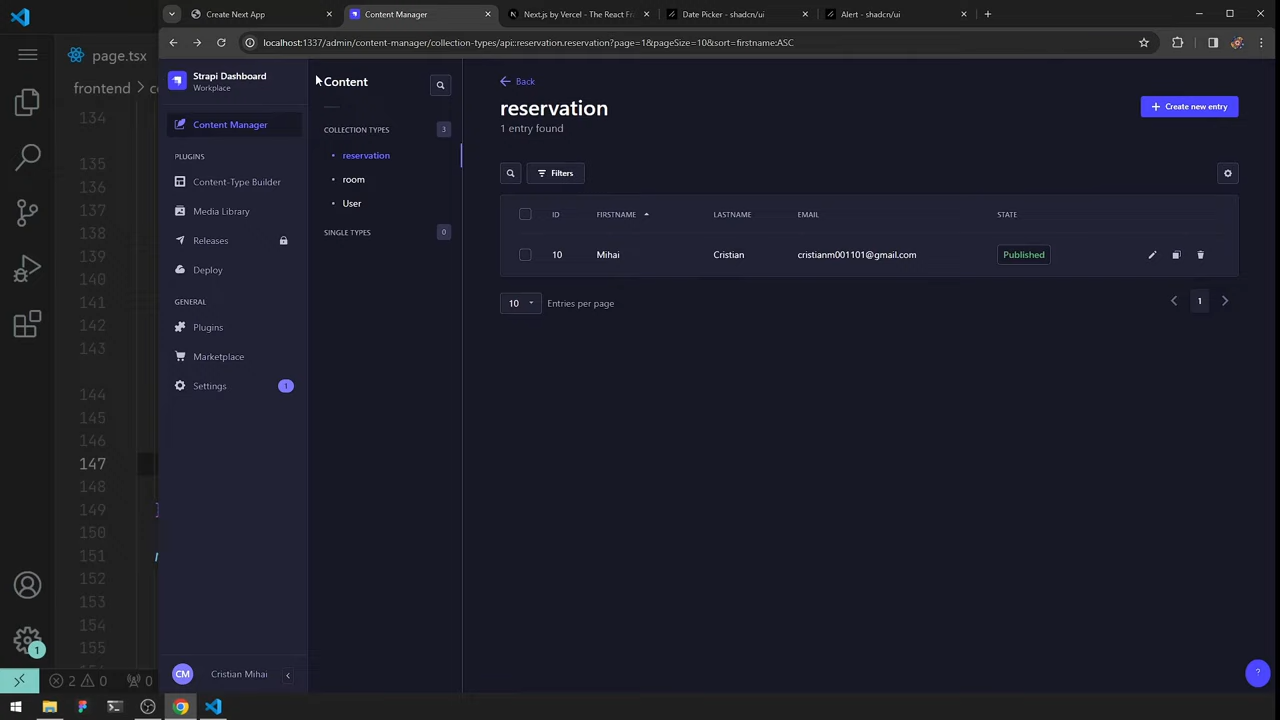 Create Next App
Content Manager
Next.js by Vercel - The React Fr
Date Picker - shadcn/ui
Alert - shadcn/ui
localhost:1337/admin/content-manager/collection-types/api::reservation.reservation?page=1&pageSize=10&sort=firstname:ASC
page.tsx
frontend
134
135
136
137
138
139
140
141
142
143
144
145
146
147
148
149
150
151
152
153
154
155
2
0
0
1
Strapi Dashboard
Workplace
Content Manager
PLUGINS
Content-Type Builder
Media Library
Releases
Deploy
GENERAL
Plugins
Marketplace
Settings
1
CM
Cristian Mihai
Content
COLLECTION TYPES
3
reservation
room
User
SINGLE TYPES
0
Back
reservation
1 entry found
Create new entry
Filters
ID FIRSTNAME LASTNAME EMAIL STATE
10 Mihai Cristian cristianm001101@gmail.com Published
10 Entries per page
1
?